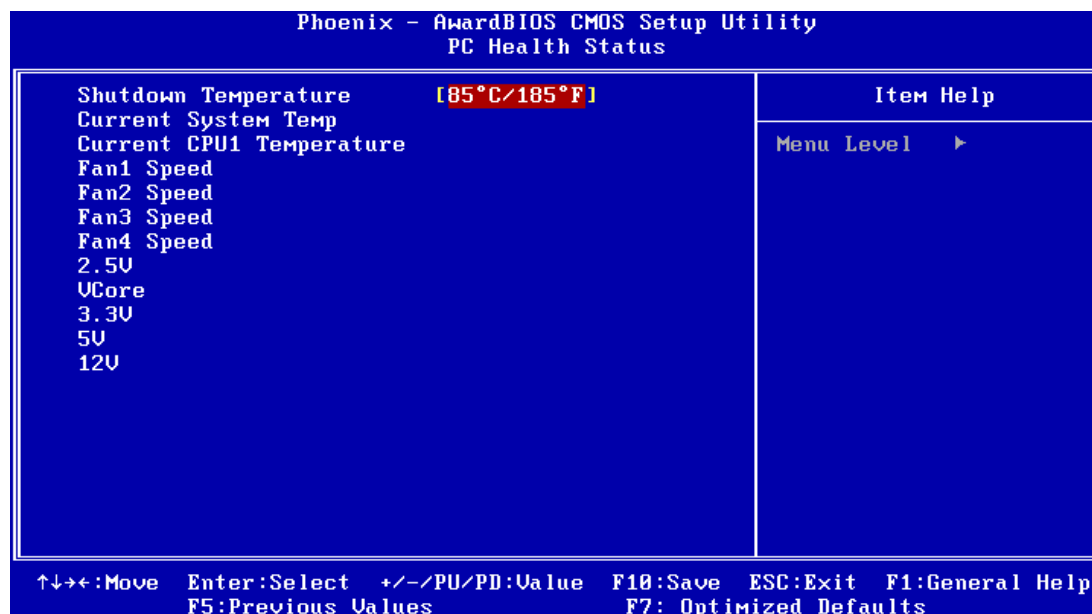 Phoenix - AwardBIOS CMOS Setup Utility
PC Health Status
Shutdown Temperature [85°C/185°F]
Current System Temp
Current CPU1 Temperature
Fan1 Speed
Fan2 Speed
Fan3 Speed
Fan4 Speed
2.5V
VCore
3.3V
5V
12V
Item Help
Menu Level ▶
↑↓→←:Move Enter:Select +/-/PU/PD:Value F10:Save ESC:Exit F1:General Help
F5:Previous Values F7: Optimized Defaults